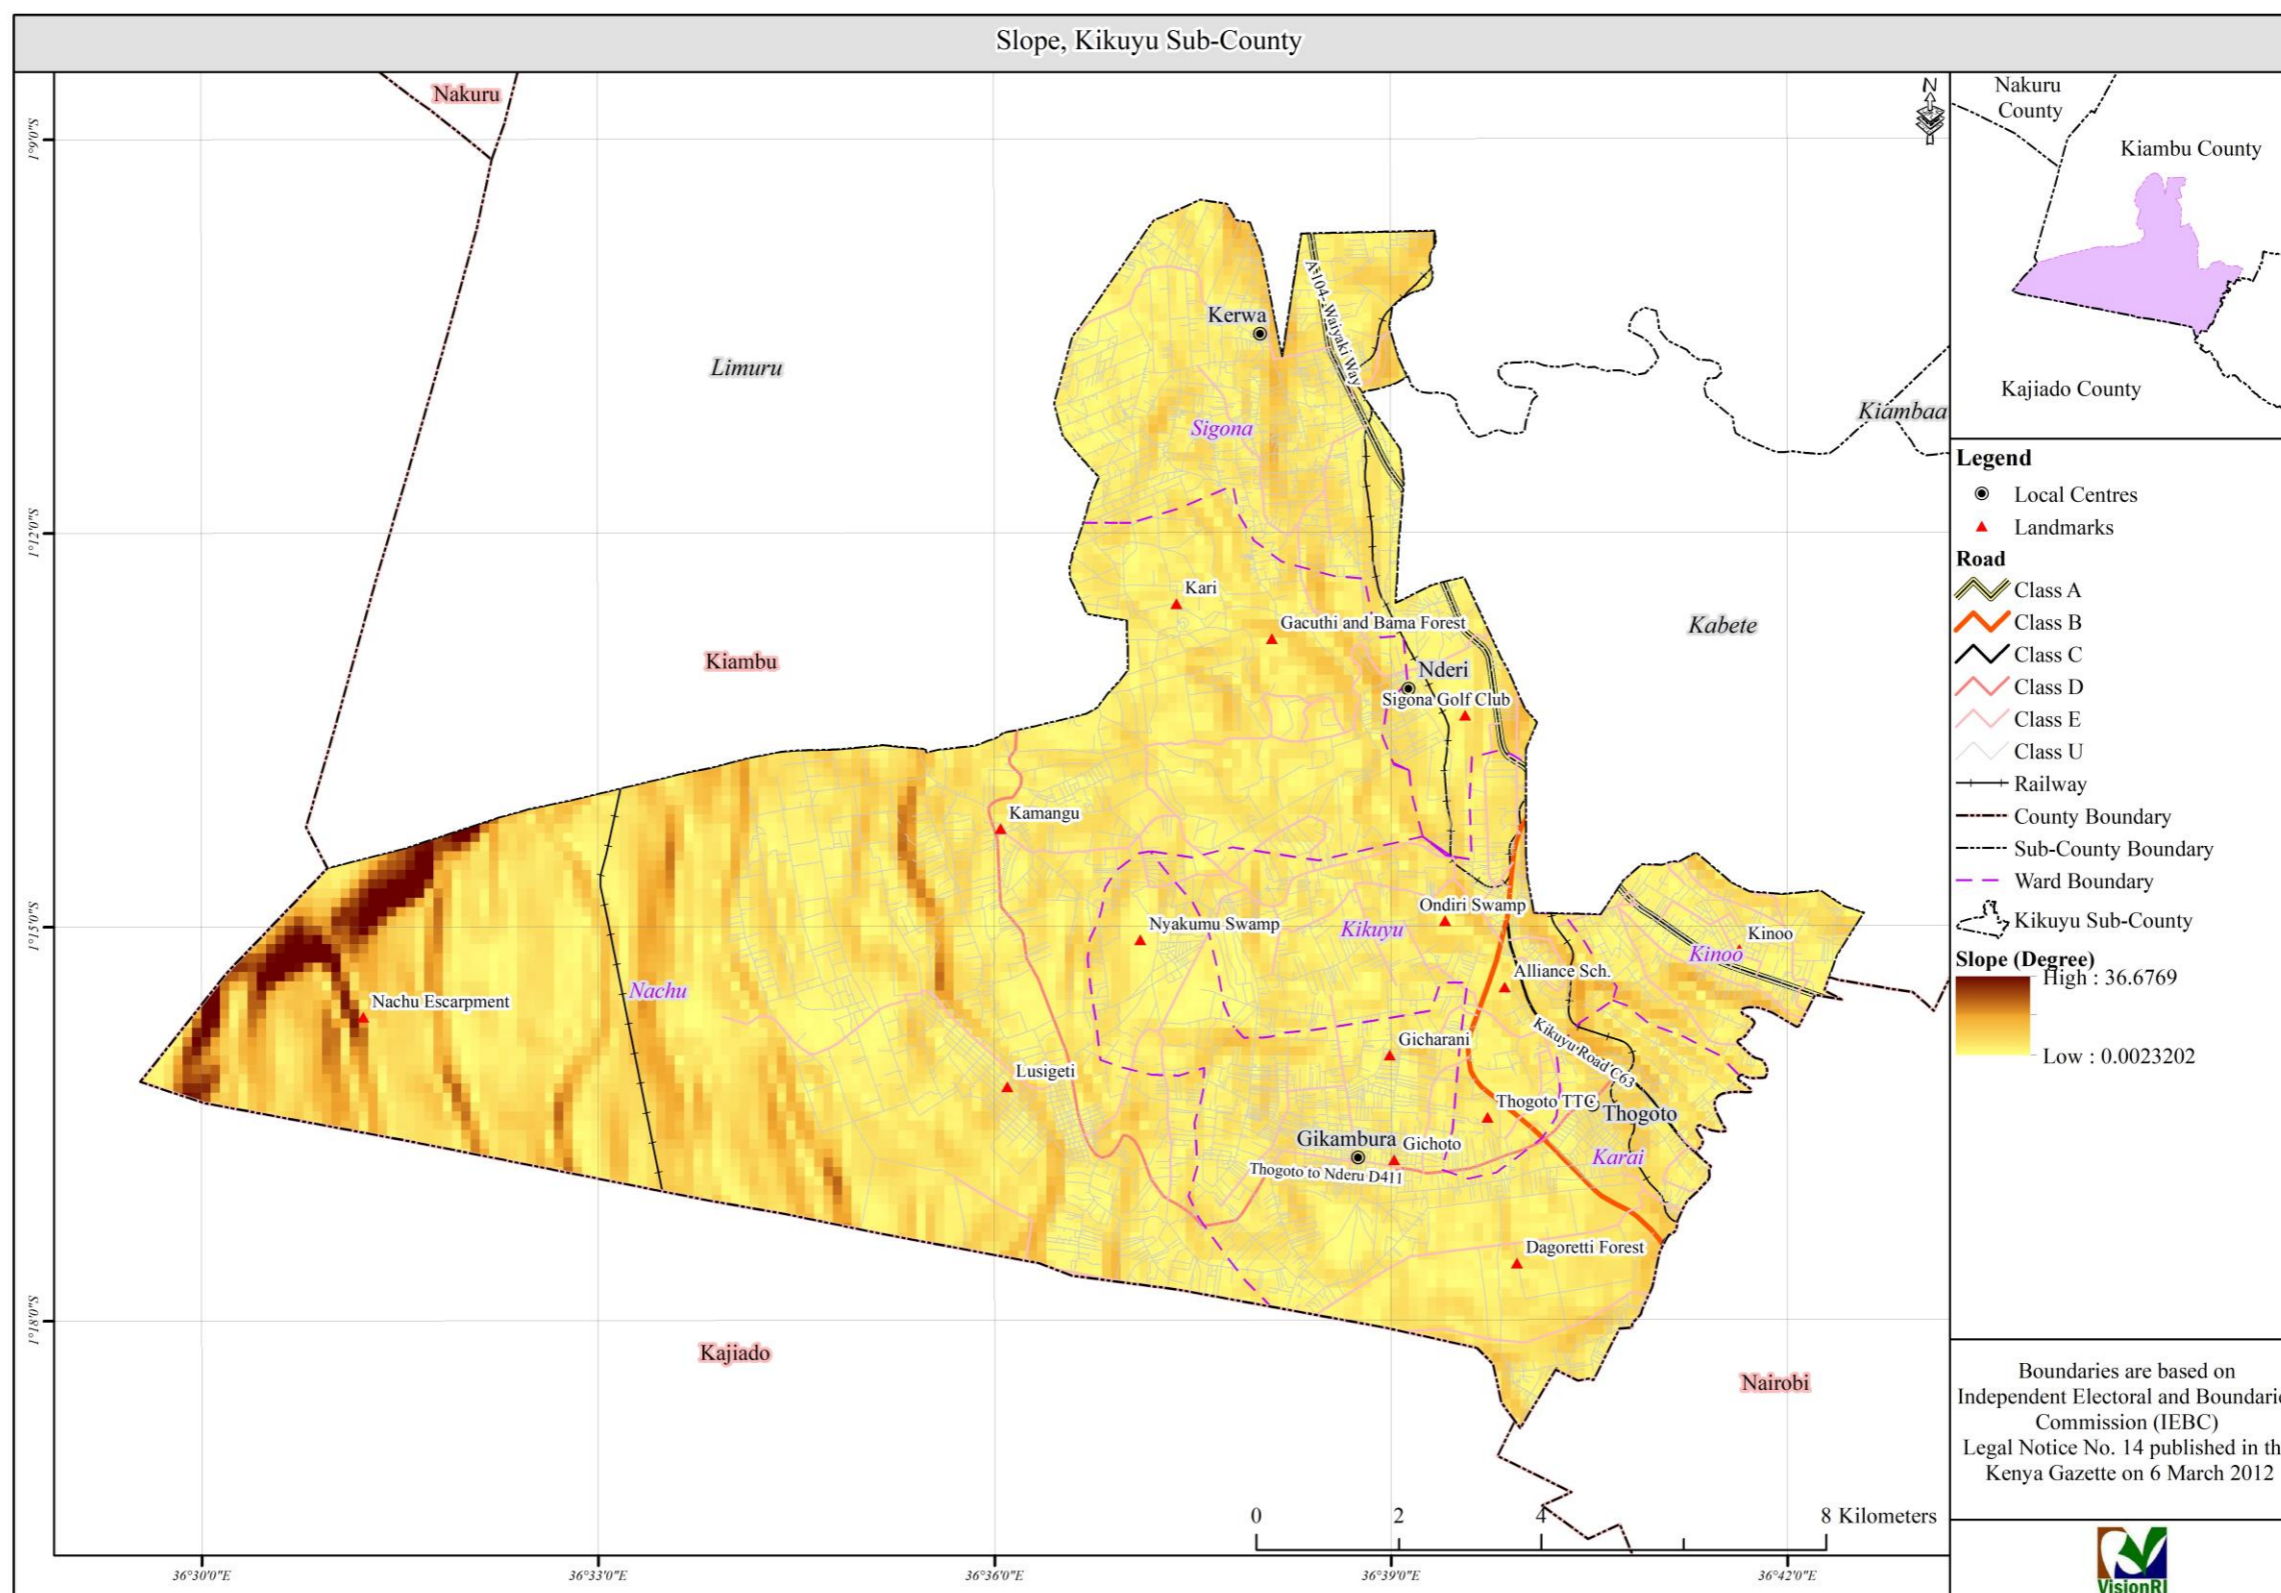 Slope, Kikuyu Sub-County
Nakuru
N
1°9'0"S
1°12'0"S
1°15'0"S
1°18'0"S
Kerwa
A 104- Waiyaki Way
Limuru
Sigona
Kiambaa
Kari
Gacuthi and Bama Forest
Kabete
Kiambu
Nderi
Sigona Golf Club
Kamangu
Nyakumu Swamp
Kikuyu
Ondiri Swamp
Kinoo
Kinoo
Alliance Sch.
Nachu
Nachu Escarpment
Kikuyu Road C63
Gicharani
Lusigeti
Thogoto TTC
Thogoto
Gikambura
Gichoto
Karai
Thogoto to Nderu D411
Dagoretti Forest
Kajiado
Nairobi
0 2 4 8 Kilometers
36°30'0"E 36°33'0"E 36°36'0"E 36°39'0"E 36°42'0"E
Nakuru
County
Kiambu County
Kajiado County
Legend
Local Centres
Landmarks
Road
Class A
Class B
Class C
Class D
Class E
Class U
Railway
County Boundary
Sub-County Boundary
Ward Boundary
Kikuyu Sub-County
Slope (Degree)
High : 36.6769
Low : 0.0023202
Boundaries are based on
Independent Electoral and Boundarie
Commission (IEBC)
Legal Notice No. 14 published in th
Kenya Gazette on 6 March 2012
VisionRI